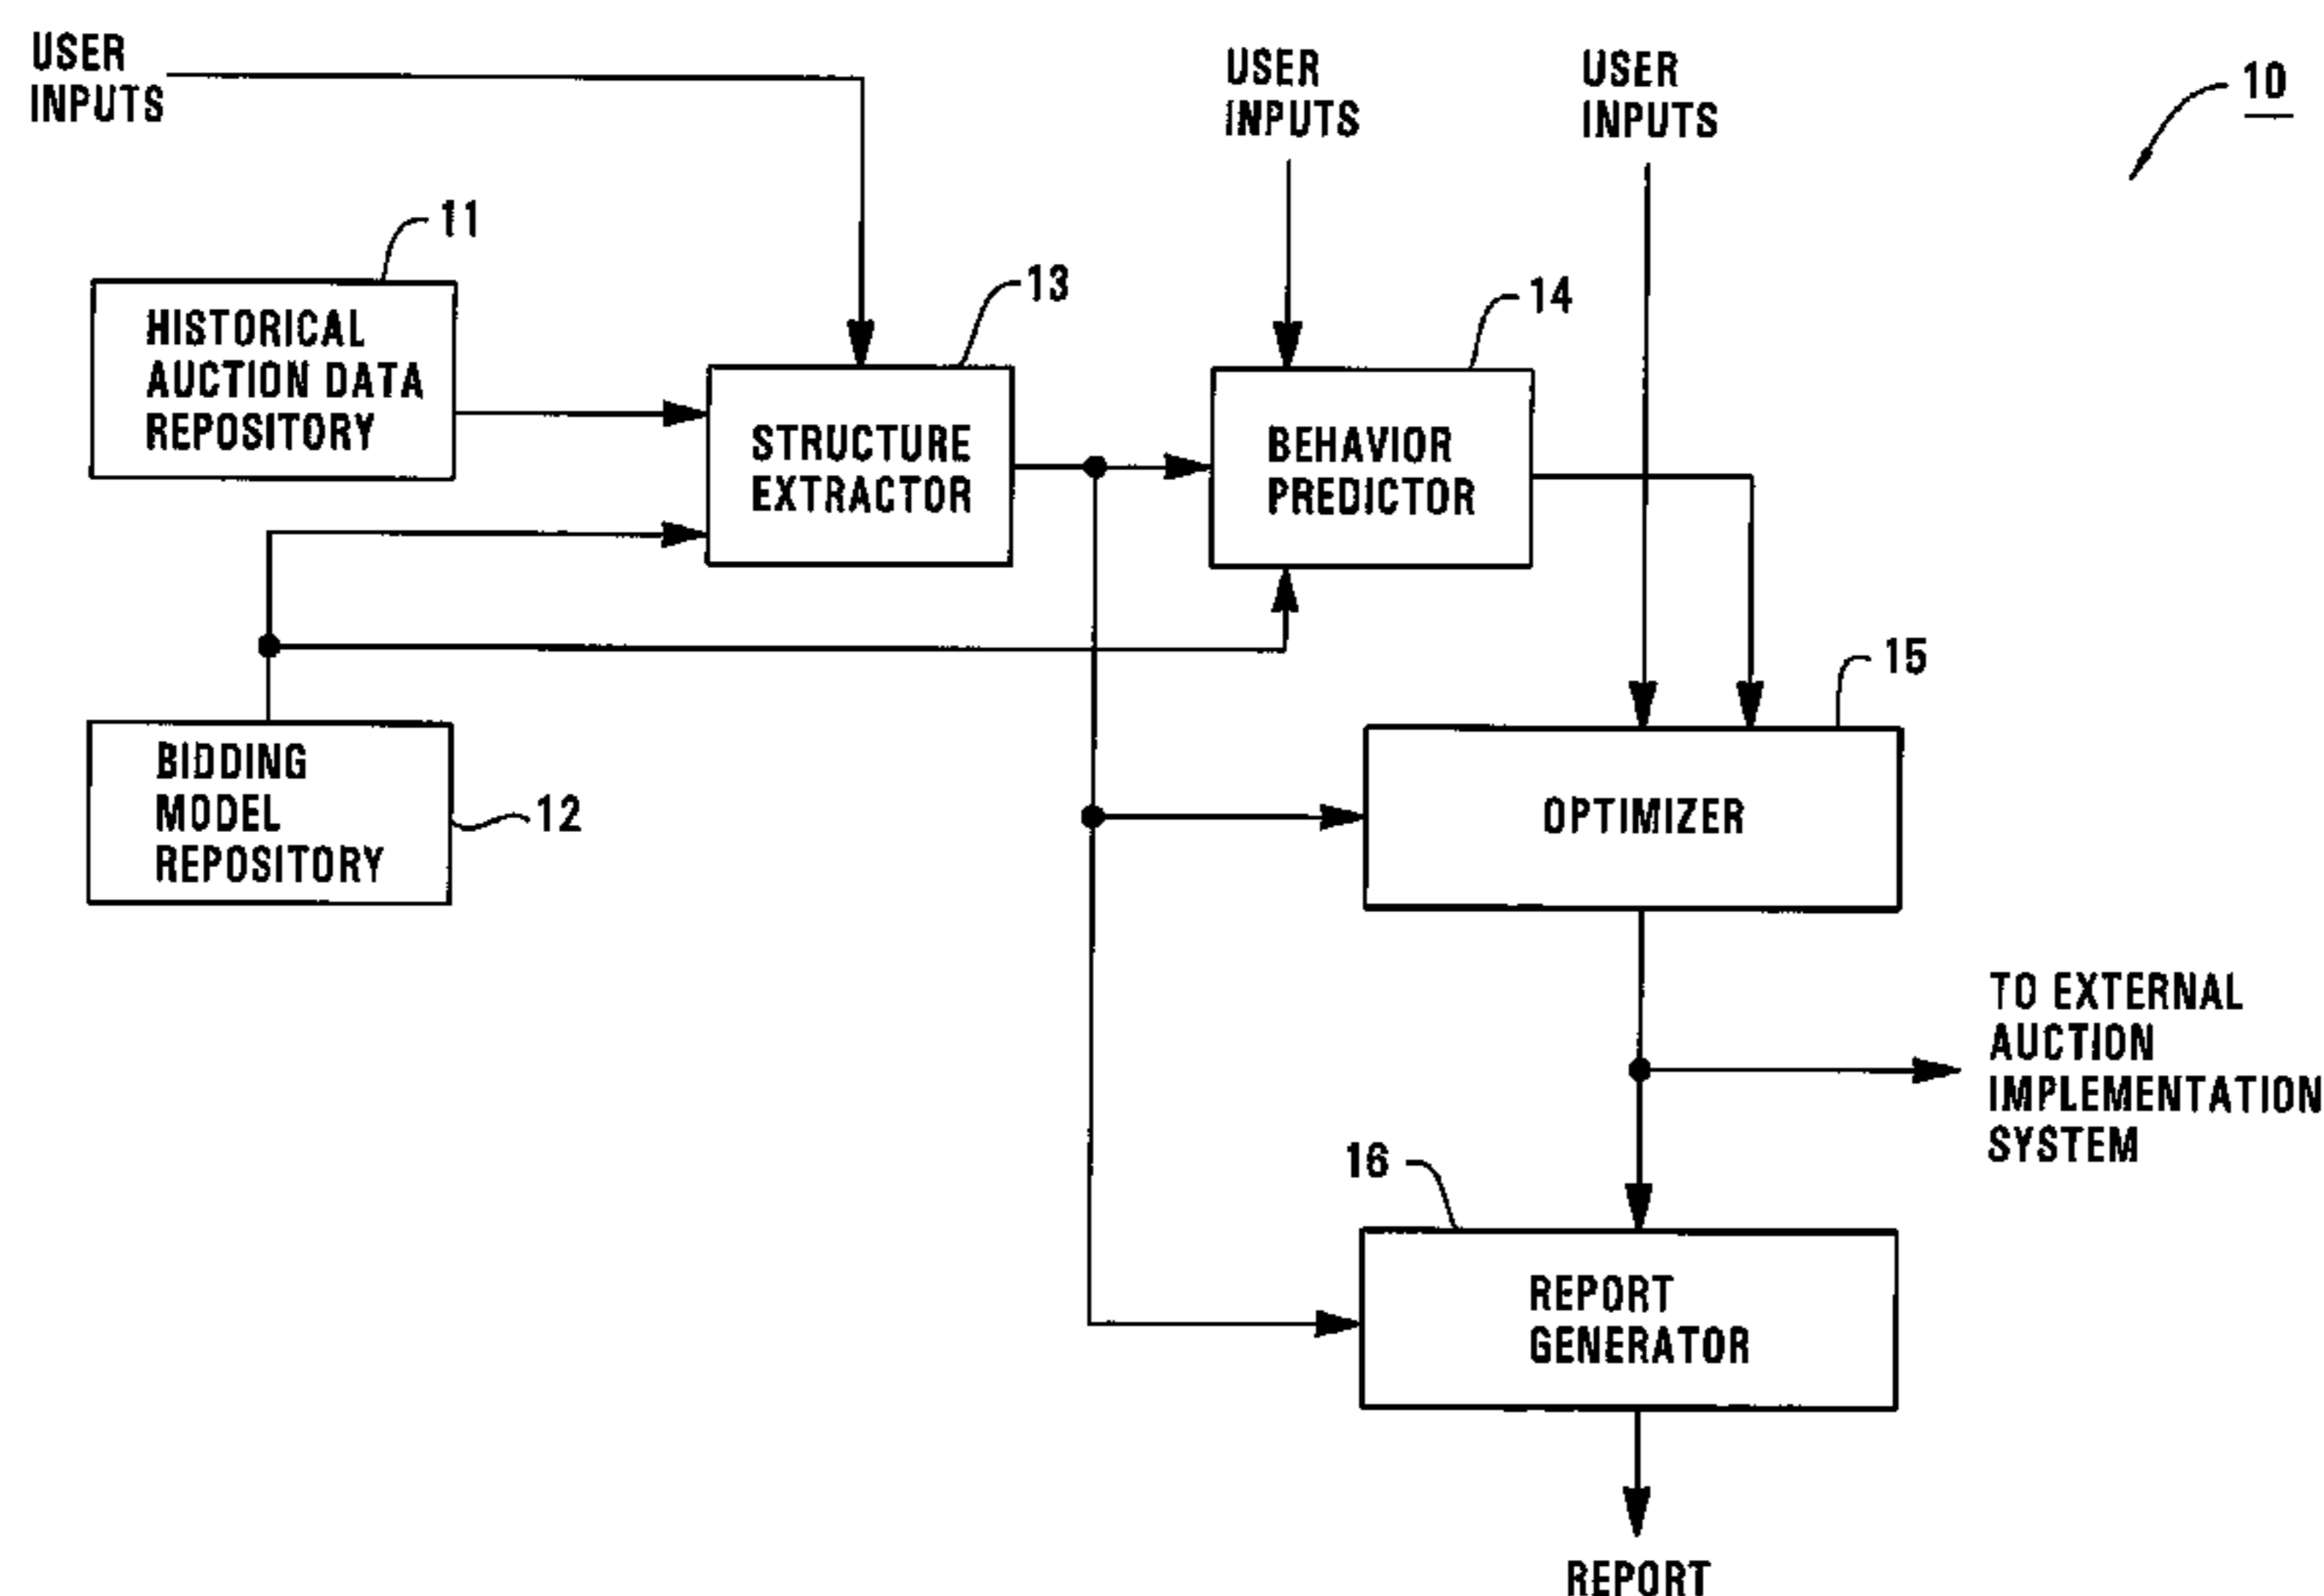 USER
INPUTS
USER
INPUTS
USER
INPUTS
10
11
HISTORICAL
AUCTION DATA
REPOSITORY
13
STRUCTURE
EXTRACTOR
14
BEHAVIOR
PREDICTOR
12
BIDDING
MODEL
REPOSITORY
15
OPTIMIZER
TO EXTERNAL
AUCTION
IMPLEMENTATION
SYSTEM
16
REPORT
GENERATOR
REPORT